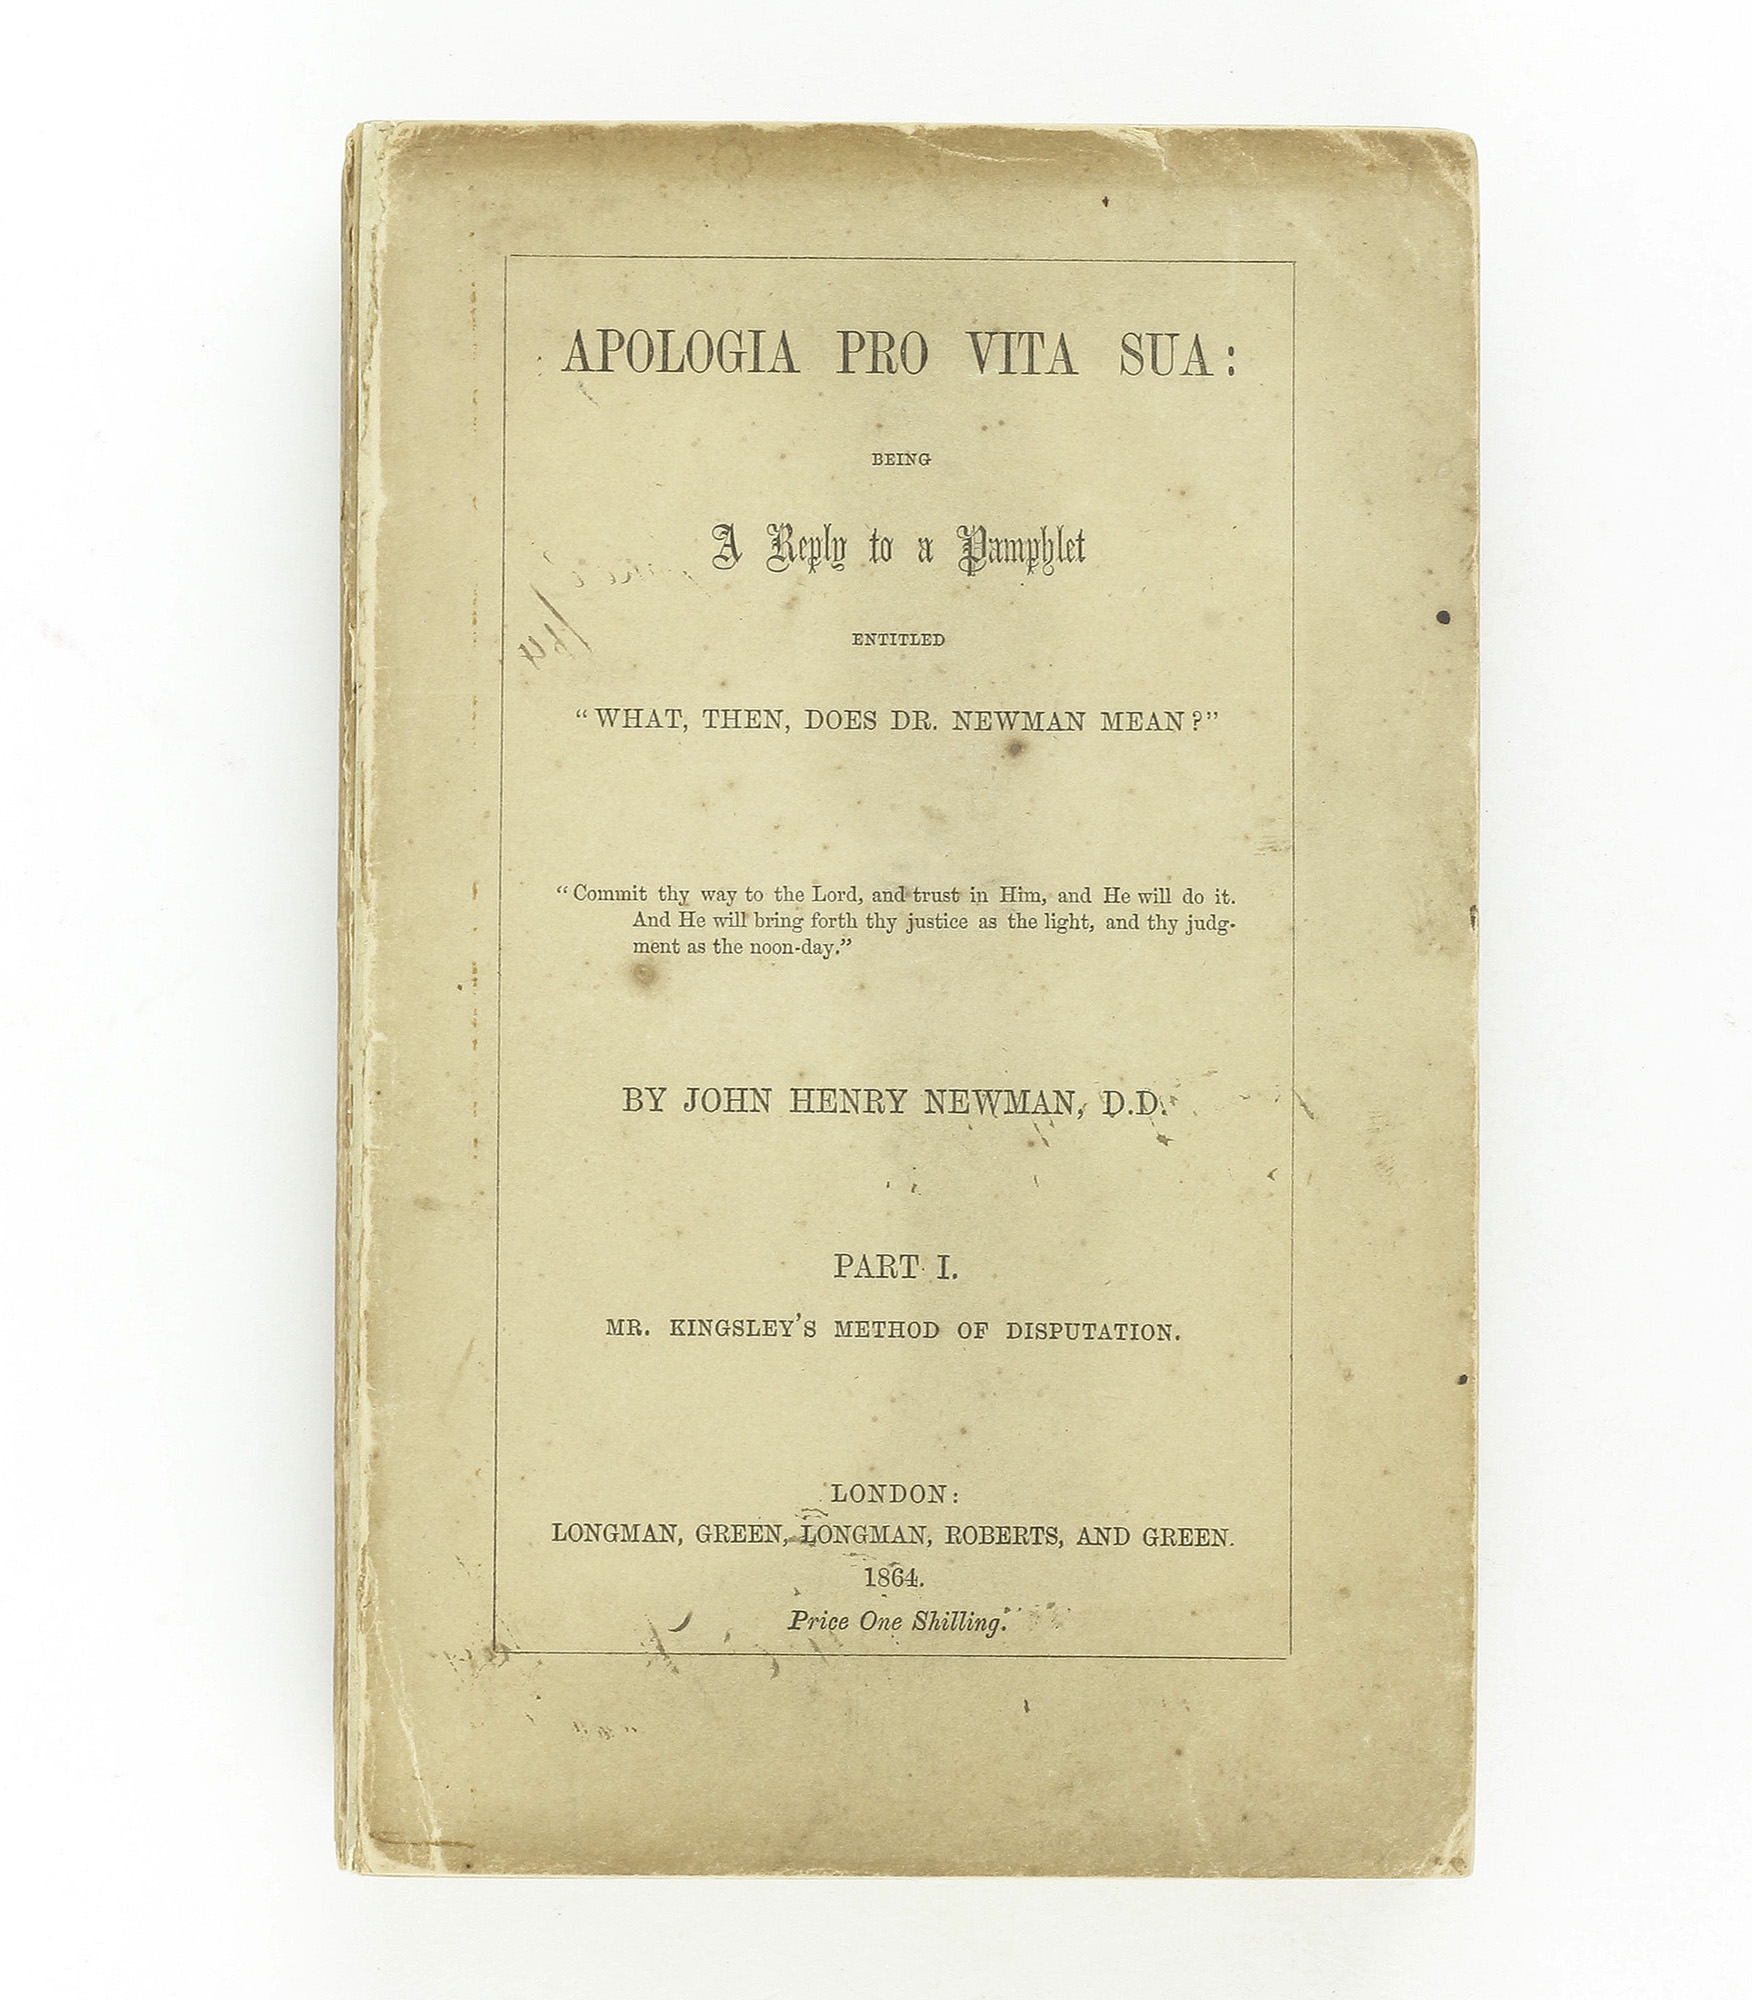 APOLOGIA PRO VITA SUA:
BEING
A Reply to a Pamphlet
ENTITLED
“WHAT, THEN, DOES DR. NEWMAN MEAN?”
“Commit thy way to the Lord, and trust in Him, and He will do it.
And He will bring forth thy justice as the light, and thy judg-
ment as the noon-day.”
BY JOHN HENRY NEWMAN, D.D.
PART I.
MR. KINGSLEY'S METHOD OF DISPUTATION.
LONDON:
LONGMAN, GREEN, LONGMAN, ROBERTS, AND GREEN.
1864.
Price One Shilling.